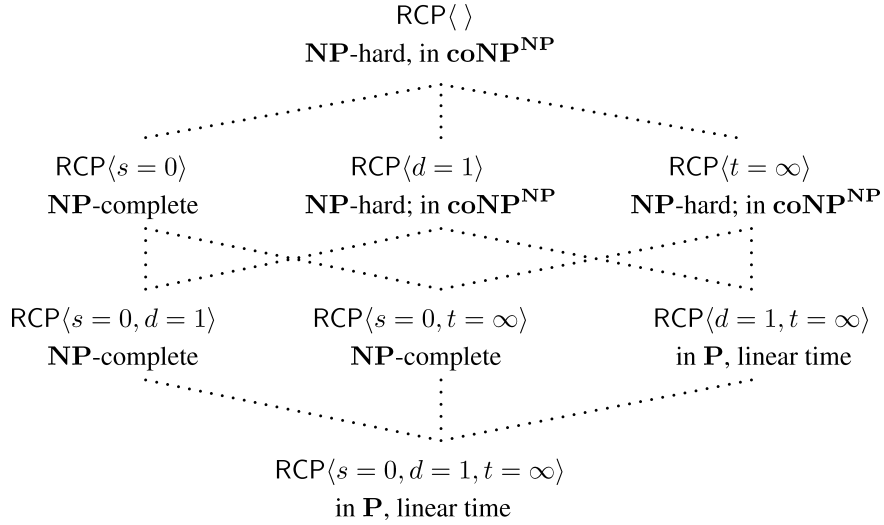 RCP⟨ ⟩
NP-hard, in coNP^NP
RCP⟨s = 0⟩ RCP⟨d = 1⟩ RCP⟨t = ∞⟩
NP-complete NP-hard; in coNP^NP NP-hard; in coNP^NP
RCP⟨s = 0, d = 1⟩ RCP⟨s = 0, t = ∞⟩ RCP⟨d = 1, t = ∞⟩
NP-complete NP-complete in P, linear time
RCP⟨s = 0, d = 1, t = ∞⟩
in P, linear time